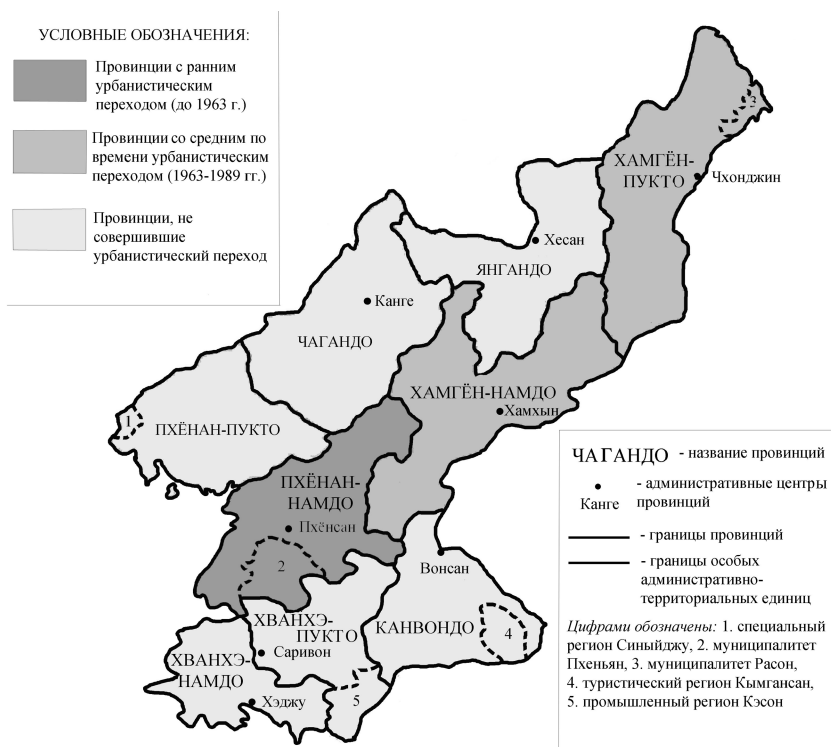 УСЛОВНЫЕ ОБОЗНАЧЕНИЯ:
Провинции с ранним
урбанистическим
переходом (до 1963 г.)
Провинции со средним по
времени урбанистическим
переходом (1963-1989 гг.)
Провинции, не
совершившие
урбанистический переход
3
ХАМГЁН-
ПУКТО
Чхонджин
Хесан
ЯНГАНДО
Канге
ЧАГАНДО
ХАМГЁН-НАМДО
Хамхын
1
ПХЁНАН-ПУКТО
ПХЁНАН-
НАМДО
Пхёнсан
2
Вонсан
ХВАНХЭ-
ПУКТО
КАНВОНДО
4
Саривон
ХВАНХЭ-
НАМДО
Хэджу
5
ЧАГАНДО - название провинций
Канге
- административные центры
провинций
- границы провинций
- границы особых
административно-
территориальных единиц
Цифрами обозначены: 1. специальный
регион Синыйджу, 2. муниципалитет
Пхеньян, 3. муниципалитет Расон,
4. туристический регион Кымгансан,
5. промышленный регион Кэсон